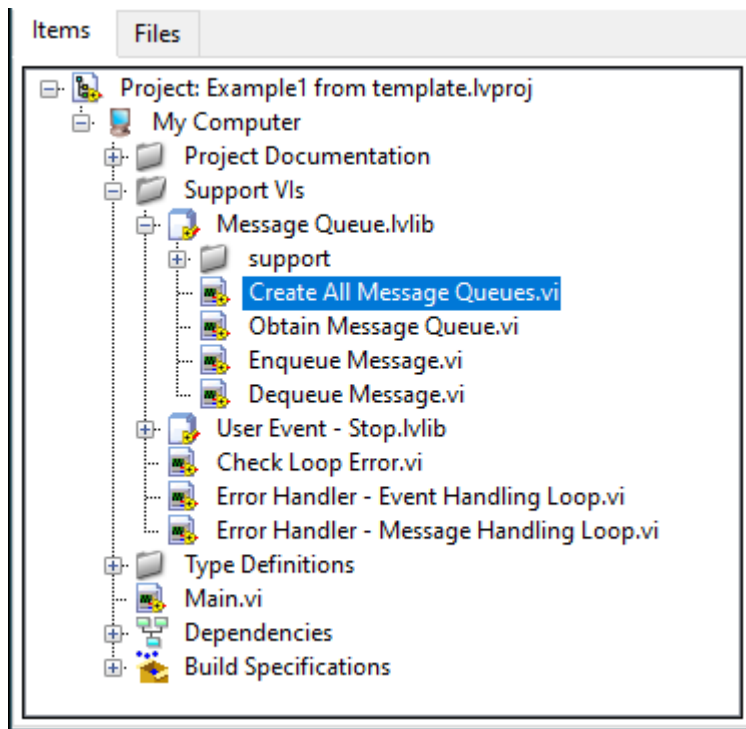 Items Files
Project: Example1 from template.lvproj
My Computer
Project Documentation
Support VIs
Message Queue.lvlib
support
Create All Message Queues.vi
Obtain Message Queue.vi
Enqueue Message.vi
Dequeue Message.vi
User Event - Stop.lvlib
Check Loop Error.vi
Error Handler - Event Handling Loop.vi
Error Handler - Message Handling Loop.vi
Type Definitions
Main.vi
Dependencies
Build Specifications